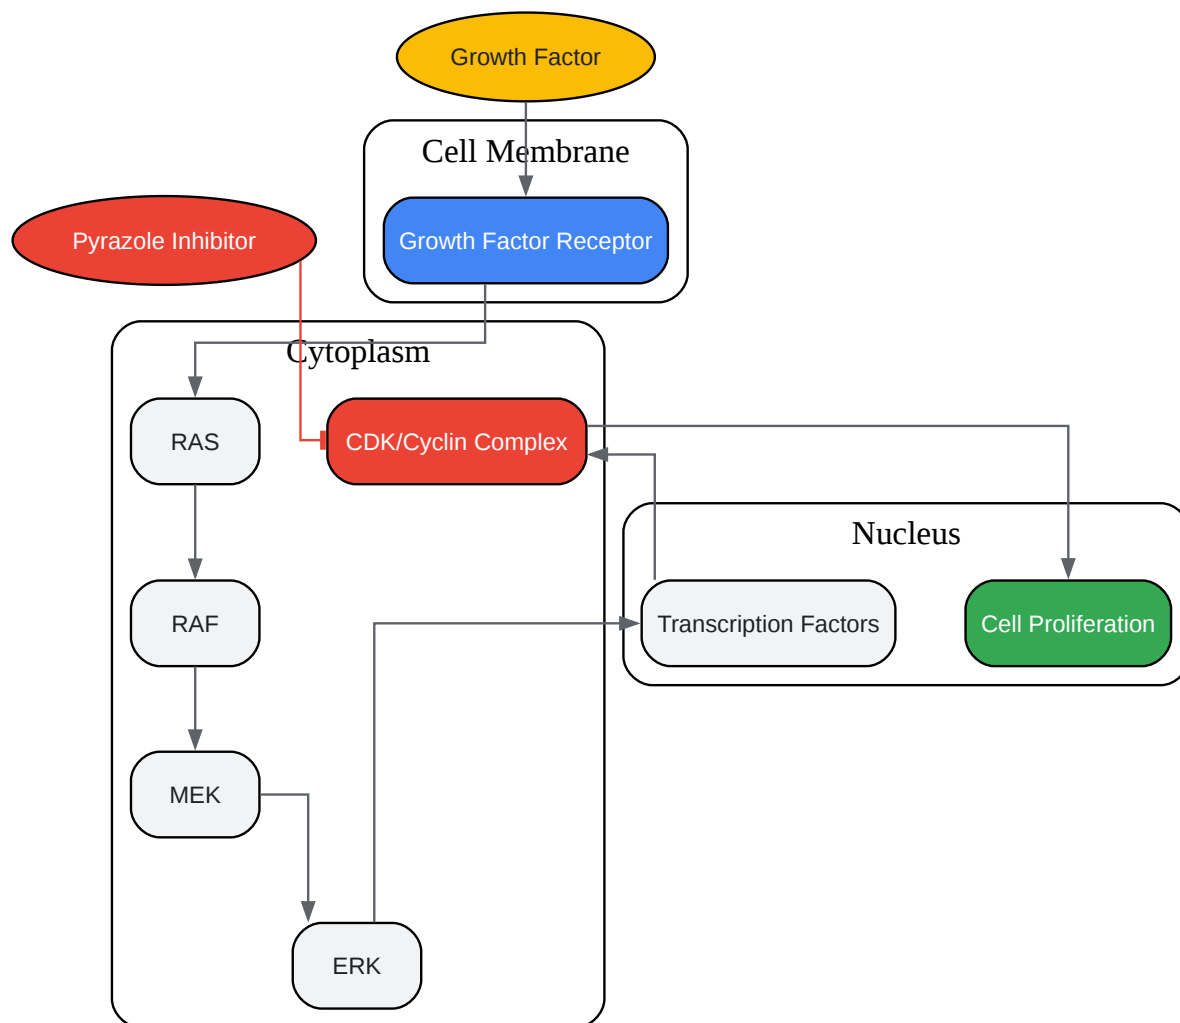 Growth Factor
Cell Membrane
Growth Factor Receptor
Pyrazole Inhibitor
Cytoplasm
RAS
CDK/Cyclin Complex
Nucleus
RAF
Transcription Factors
Cell Proliferation
MEK
ERK